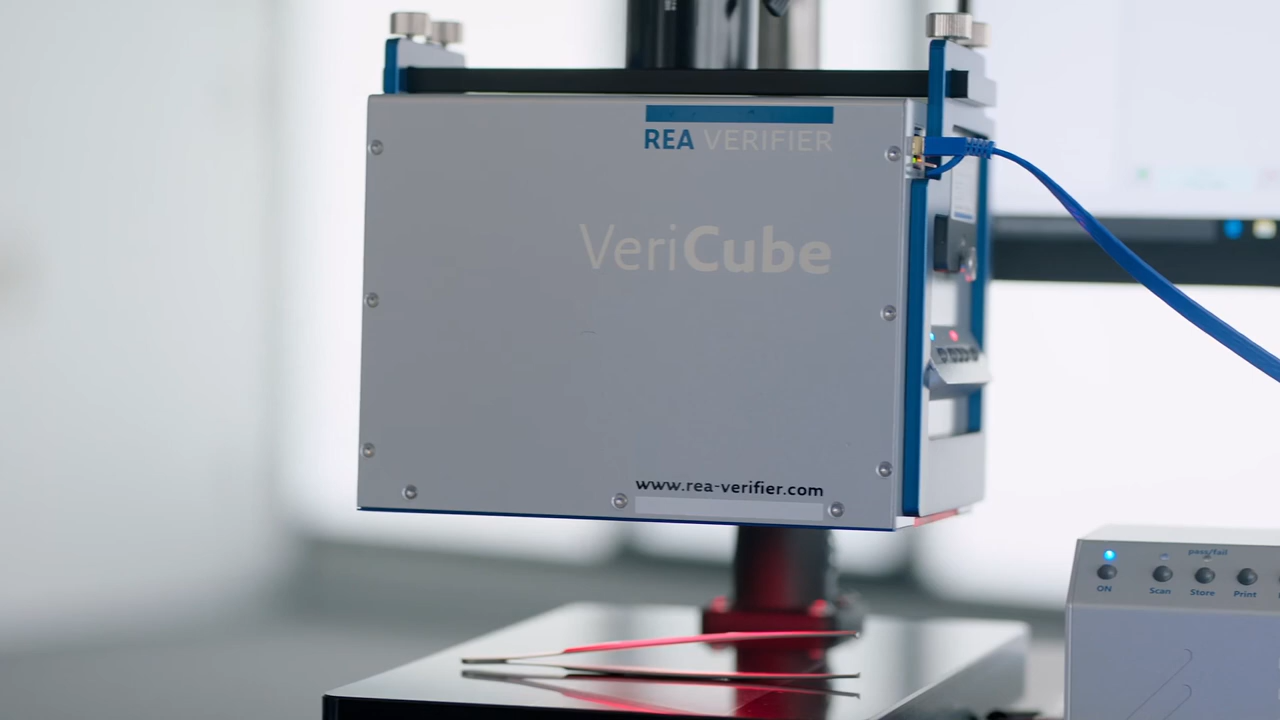 REA VERIFIER
VeriCube
www.rea-verifier.com
pass/fail
ON
Scan
Store
Print